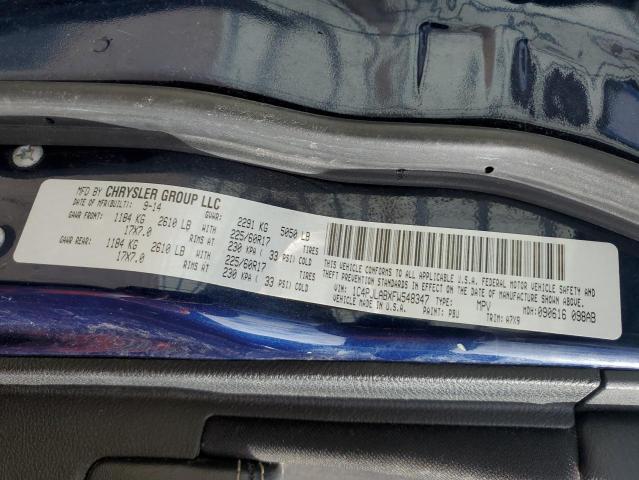 MFD BY CHRYSLER GROUP LLC
DATE OF MFR(BUILT): 9-14 GVWR: 2291 KG 5050 LB
GAWR FRONT: 1184 KG 2610 LB WITH 225/60R17 TIRES
17X7.0 RIMS AT 230 KPA ( 33 PSI) COLD
GAWR REAR: 1184 KG 2610 LB WITH 225/60R17 TIRES
17X7.0 RIMS AT 230 KPA ( 33 PSI) COLD
THIS VEHICLE CONFORMS TO ALL APPLICABLE U.S.A. FEDERAL MOTOR VEHICLE SAFETY, BUMPER AND
THEFT PREVENTION STANDARDS IN EFFECT ON THE DATE OF MANUFACTURE SHOWN ABOVE.
VIN: 1C4PJLABXFW548347 TYPE: MPV MDH: 090616 098AB
VEHICLE MADE IN U.S.A. PAINT: PBU TRIM: A7X9